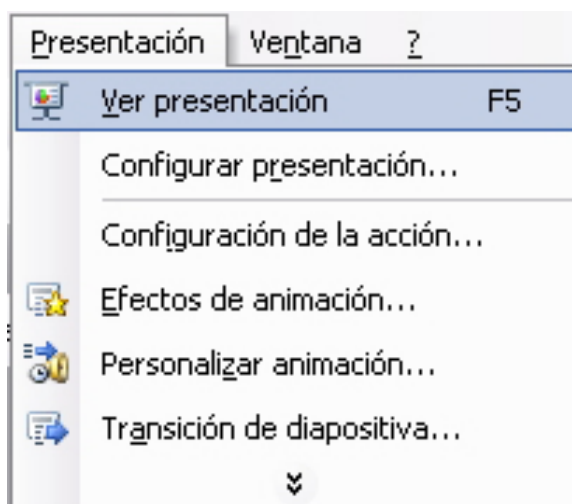 Presentación Ventana ?
Ver presentación F5
Configurar presentación...
Configuración de la acción...
Efectos de animación...
Personalizar animación...
Transición de diapositiva...